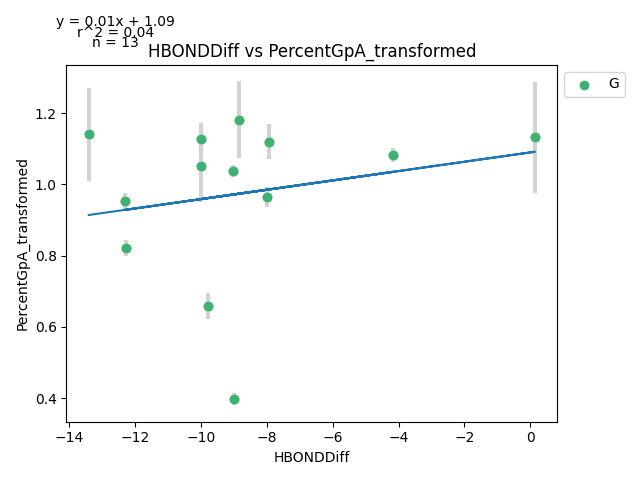 y = 0.01x + 1.09
r^2 = 0.04
n = 13
HBONDDiff vs PercentGpA_transformed
G
PercentGpA_transformed
1.2
1.0
0.8
0.6
0.4
−14 −12 −10 −8 −6 −4 −2 0
HBONDDiff